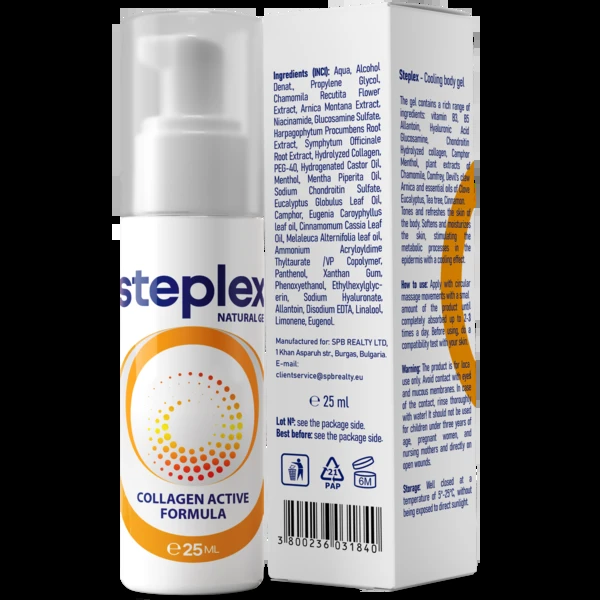 steplex
NATURAL GE
COLLAGEN ACTIVE
FORMULA
℮25ML
Ingredients (INCI): Aqua, Alcohol
Denat., Propylene Glycol,
Chamomila Recutita Flower
Extract, Arnica Montana Extract,
Niacinamide, Glucosamine Sulfate,
Harpagophytum Procumbens Root
Extract, Symphytum Officinale
Root Extract, Hydrolyzed Collagen,
PEG-40, Hydrogenated Castor Oil,
Menthol, Mentha Piperita Oil,
Sodium Chondroitin Sulfate,
Eucalyptus Globulus Leaf Oil,
Camphor, Eugenia Caroyphyllus
leaf oil, Cinnamomum Cassia Leaf
Oil, Melaleuca Alternifolia leaf oil,
Ammonium Acryloyldime
Thyltaurate /VP Copolymer,
Panthenol, Xanthan Gum,
Phenoxyethanol, Ethylhexylglyc-
erin, Sodium Hyaluronate,
Allantoin, Disodium EDTA, Linalool,
Limonene, Eugenol.
Manufactured for: SPB REALTY LTD,
1 Khan Asparuh str., Burgas, Bulgaria.
E-mail:
clientservice@spbrealty.eu
℮ 25 ml
Lot Nº: see the package side.
Best before: see the package side.
21
PAP
6M
3 800236 031840
Steplex - Cooling body gel
The gel contains a rich range of
ingredients: vitamin B3, B5
Allantoin, Hyaluronic Acid
Glucosamine, Chondroitin
Hydrolyzed collagen, Camphor
Menthol, plant extracts of
Chamomile, Comfrey, Devil's claw
Arnica and essential oils of Clove
Eucalyptus, Tea tree, Cinnamon.
Tones and refreshes the skin of
the body. Softens and moisturizes
the skin, stimulating the
metabolic processes in the
epidermis with a cooling effect.
How to use: Apply with circular
massage movements with a small
amount of the product until
completely absorbed up to 2-3
times a day. Before using, do a
compatibility test with your skin.
Warning: The product is for loca
use only. Avoid contact with eyes
and mucous membranes. In case
of the contact, rinse thoroughly
with water! It should not be used
for children under three years of
age, pregnant women, and
nursing mothers and directly on
open wounds.
Storage: Well closed at a
temperature of 5°-25°C, without
being exposed to direct sunlight.